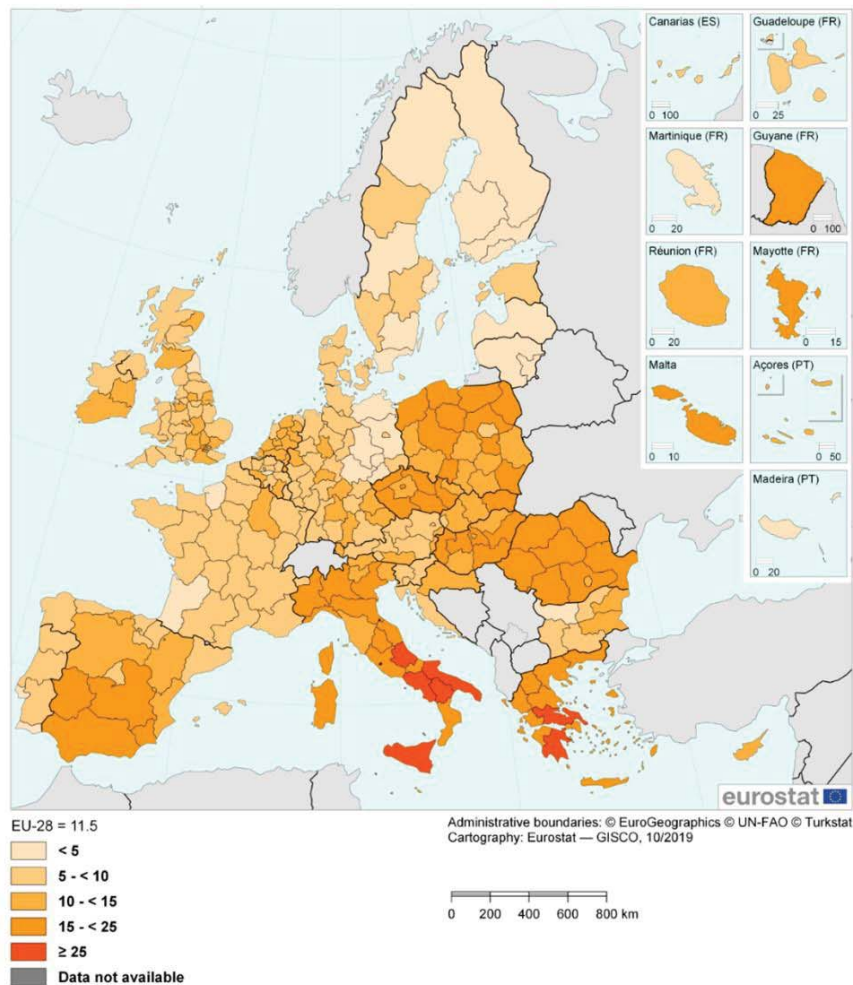 Canarias (ES)
0 100
Guadeloupe (FR)
0 25
Martinique (FR)
0 20
Guyane (FR)
0 100
Réunion (FR)
0 20
Mayotte (FR)
0 15
Malta
0 10
Açores (PT)
0 50
Madeira (PT)
0 20
eurostat
EU-28 = 11.5
< 5
5 - < 10
10 - < 15
15 - < 25
≥ 25
Data not available
Administrative boundaries: © EuroGeographics © UN-FAO © Turkstat
Cartography: Eurostat — GISCO, 10/2019
0 200 400 600 800 km